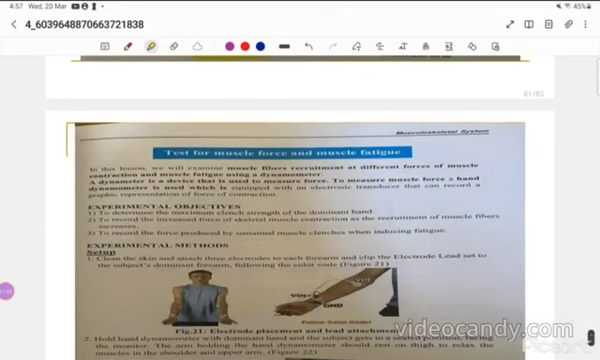 4:57 Wed, 20 Mar
45%
4_6039648870663721838
81/83
Musculoskeletal System
Test for muscle force and muscle fatigue
In this lesson, we will examine muscle fibers recruitment at different forces of muscle
contraction and muscle fatigue using a dynamometer.
A dynamometer is a device that is used to measure force. To measure muscle force a hand
dynamometer is used which is equipped with an electronic transducer that can record a
graphic representation of force of contraction.
EXPERIMENTAL OBJECTIVES
1) To determine the maximum clench strength of the dominant hand.
2) To record the increased force of skeletal muscle contraction as the recruitment of muscle fibers
increases.
3) To record the force produced by sustained muscle clenches when inducing fatigue.
EXPERIMENTAL METHODS
Setup
1. Clean the skin and attach three electrodes to each forearm and clip the Electrode Lead set to
the subject's dominant forearm, following the color code (Figure 21)
VIN-
GND
Fig.21: Electrode placement and lead attachment
2. Hold hand dynamometer with dominant hand and the subject gets in a seated position, facing
the monitor. The arm holding the hand dynamometer should rest on thigh to relax the
muscles in the shoulder and upper arm. (Figure 22)
videocandy.com
Picsart